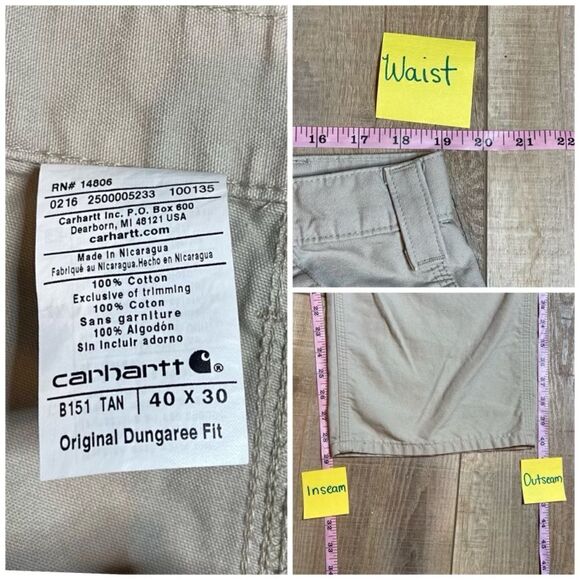 RN# 14806
0216 2500005233 100135
Carhartt Inc. P.O. Box 600
Dearborn, MI 48121 USA
carhartt.com
Made in Nicaragua
Fabriqué au Nicaragua.Hecho en Nicaragua
100% Cotton
Exclusive of trimming
100% Coton
Sans garniture
100% Algodón
Sin incluir adorno
carhartt ®
B151 TAN 40 X 30
Original Dungaree Fit
Waist
16 17 18 19 20 21 22
Inseam
Outseam